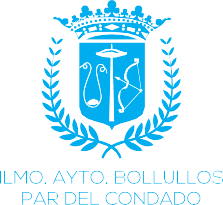 ILMO. AYTO. BOLLULLOS
PAR DEL CONDADO